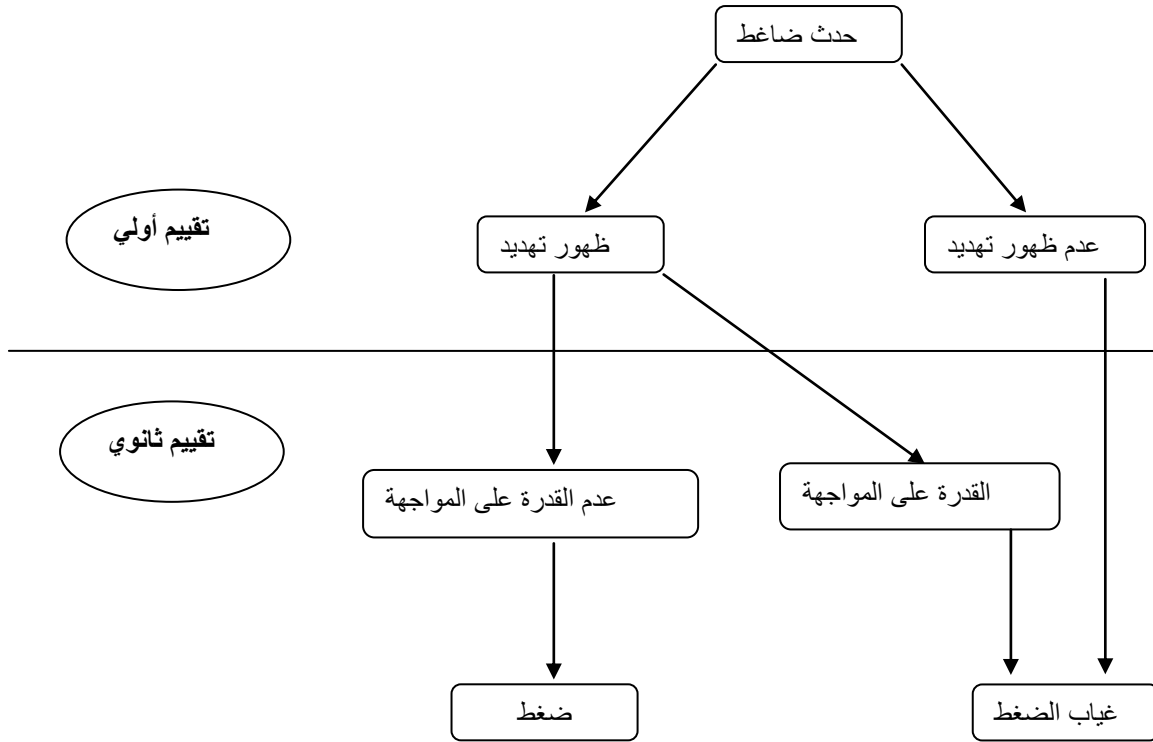 حدث ضاغط
تقييم أولي
عدم ظهور تهديد
ظهور تهديد
تقييم ثانوي
القدرة على المواجهة
عدم القدرة على المواجهة
غياب الضغط
ضغط